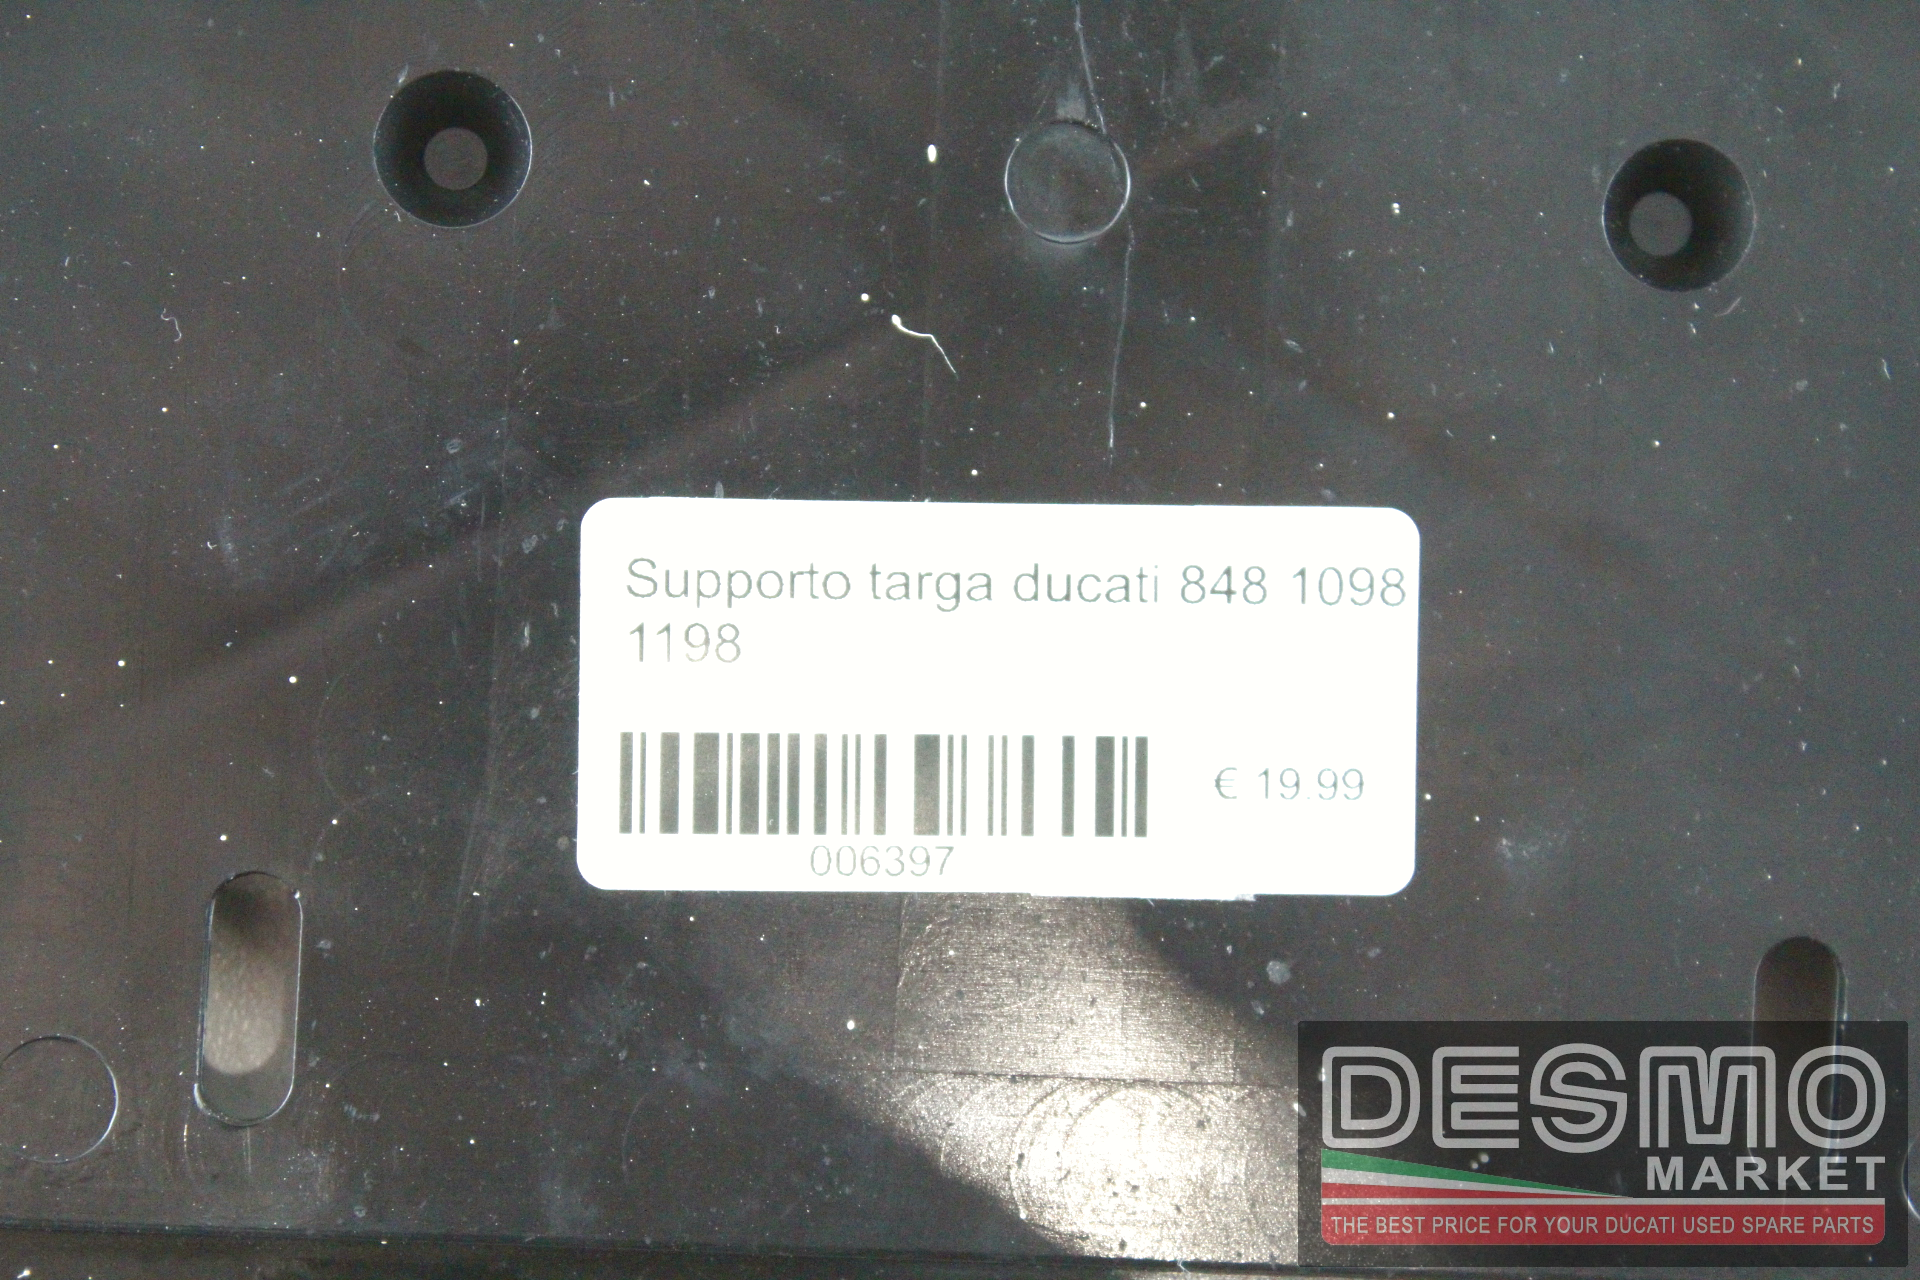 Supporto targa ducati 848 1098
1198
€ 19.99
006397
DESMO
MARKET
THE BEST PRICE FOR YOUR DUCATI USED SPARE PARTS